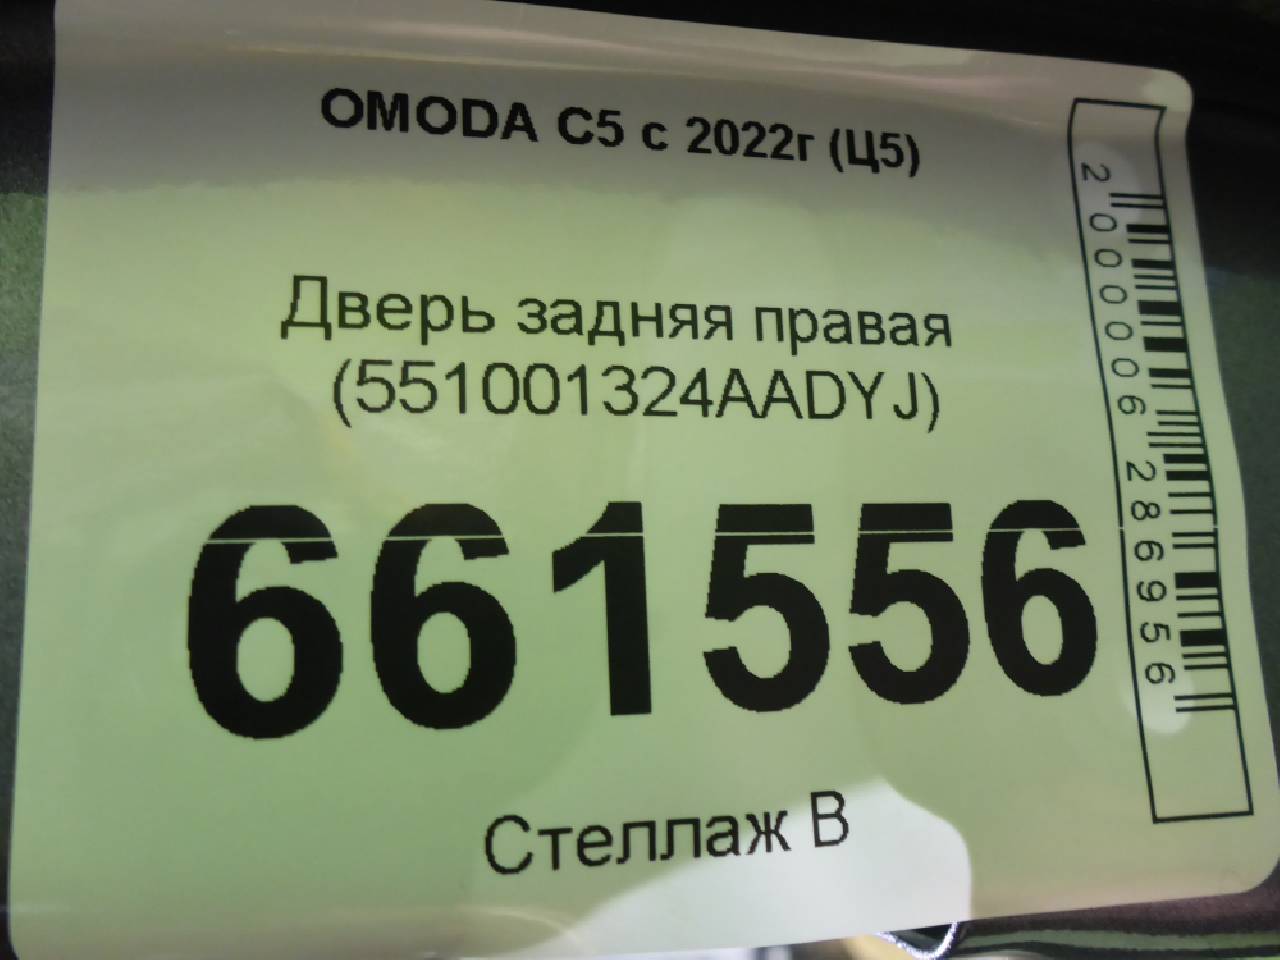 OMODA C5 с 2022г (Ц5)
Дверь задняя правая
(551001324AADYJ)
661556
Стеллаж В
2000006286956